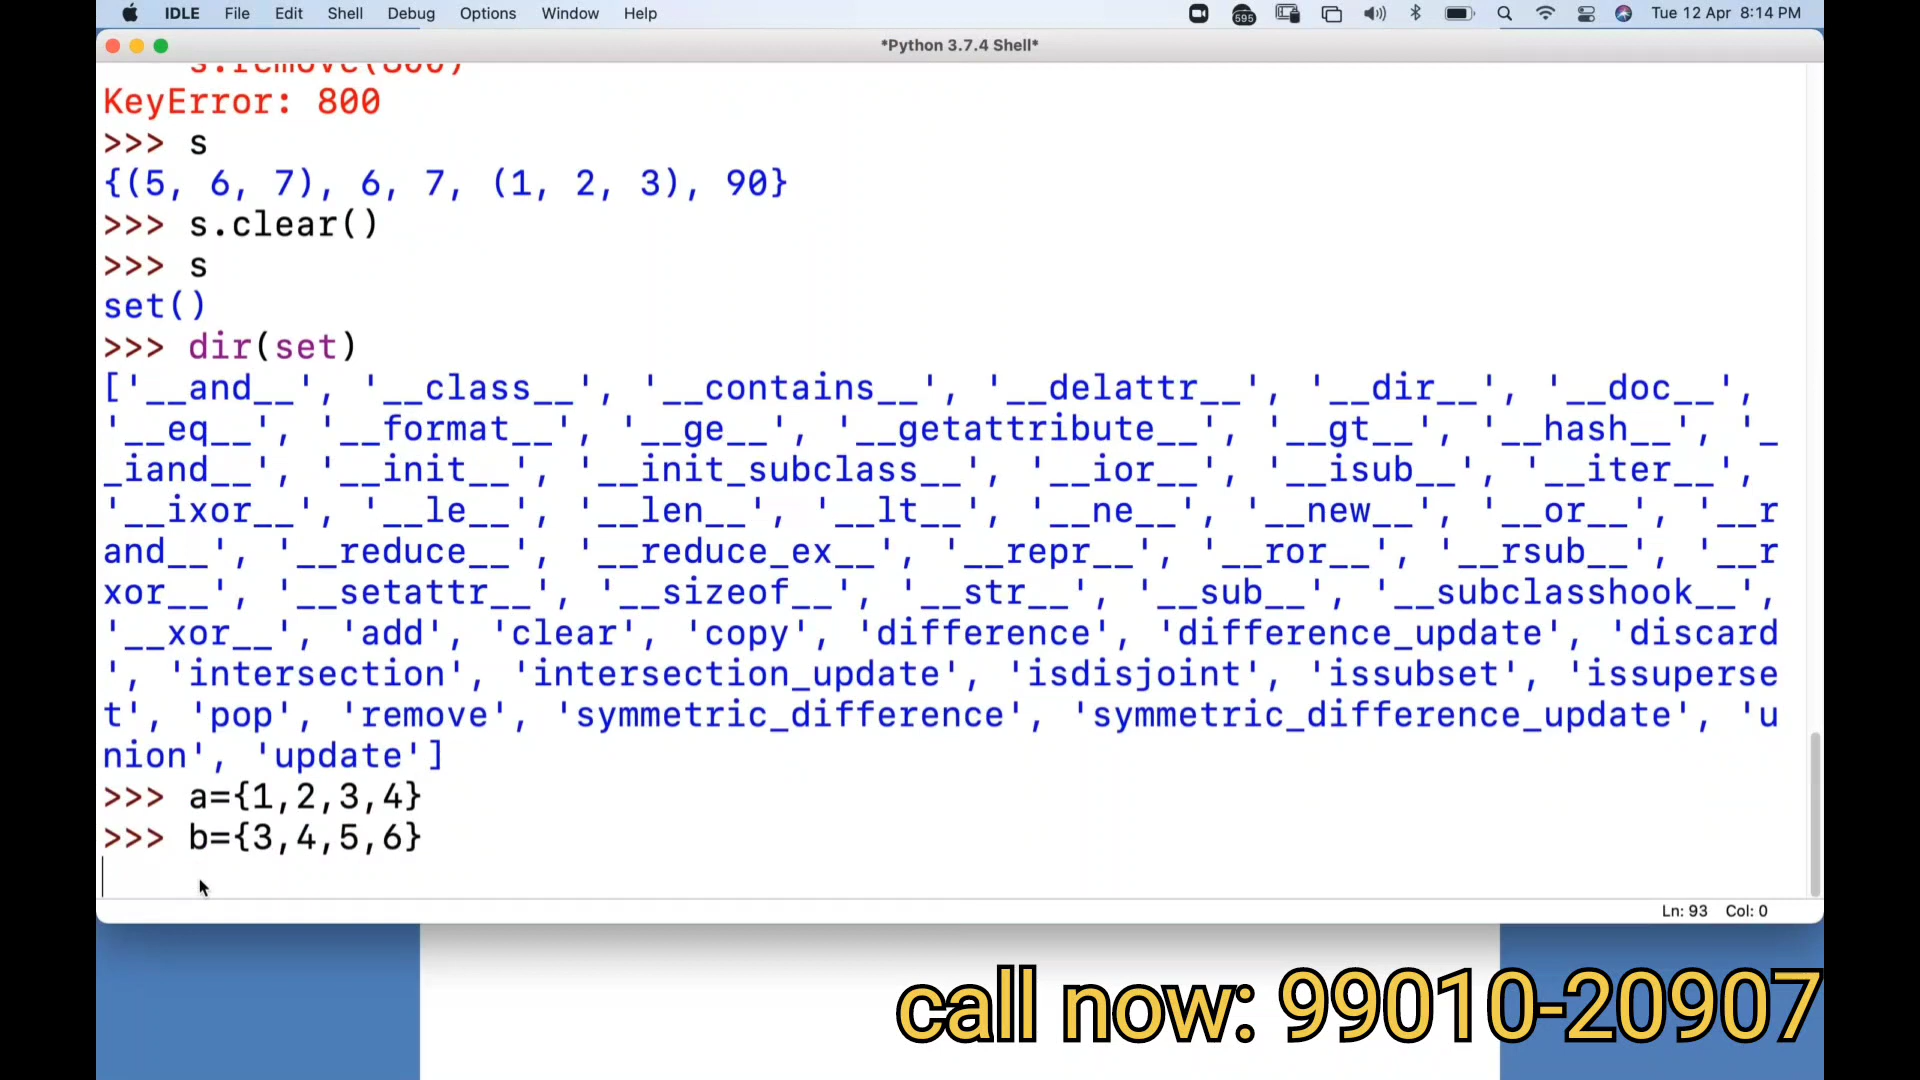 IDLE File Edit Shell Debug Options Window Help 595 Tue 12 Apr 8:14 PM
*Python 3.7.4 Shell*
s.remove(800)
KeyError: 800
>>> s
{(5, 6, 7), 6, 7, (1, 2, 3), 90}
>>> s.clear()
>>> s
set()
>>> dir(set)
['__and__', '__class__', '__contains__', '__delattr__', '__dir__', '__doc__',
'__eq__', '__format__', '__ge__', '__getattribute__', '__gt__', '__hash__', '_
_iand__', '__init__', '__init_subclass__', '__ior__', '__isub__', '__iter__',
'__ixor__', '__le__', '__len__', '__lt__', '__ne__', '__new__', '__or__', '__r
and__', '__reduce__', '__reduce_ex__', '__repr__', '__ror__', '__rsub__', '__r
xor__', '__setattr__', '__sizeof__', '__str__', '__sub__', '__subclasshook__',
'__xor__', 'add', 'clear', 'copy', 'difference', 'difference_update', 'discard
', 'intersection', 'intersection_update', 'isdisjoint', 'issubset', 'issuperse
t', 'pop', 'remove', 'symmetric_difference', 'symmetric_difference_update', 'u
nion', 'update']
>>> a={1,2,3,4}
>>> b={3,4,5,6}
Ln: 93 Col: 0
call now: 99010-20907